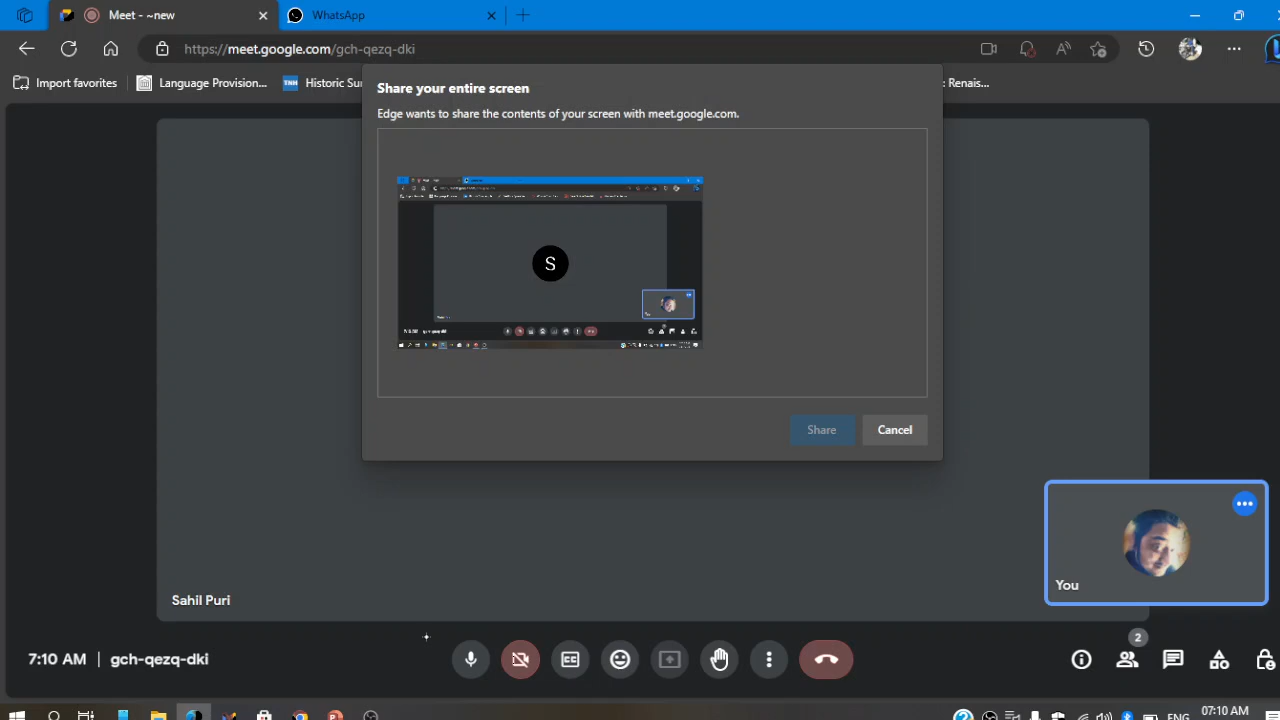 Meet - ~new
WhatsApp
https://meet.google.com/gch-qezq-dki
Import favorites
Language Provision...
TNH Historic Su
Renais...
Share your entire screen
Edge wants to share the contents of your screen with meet.google.com.
S
Share
Cancel
You
Sahil Puri
2
7:10 AM | gch-qezq-dki
ENG
07:10 AM